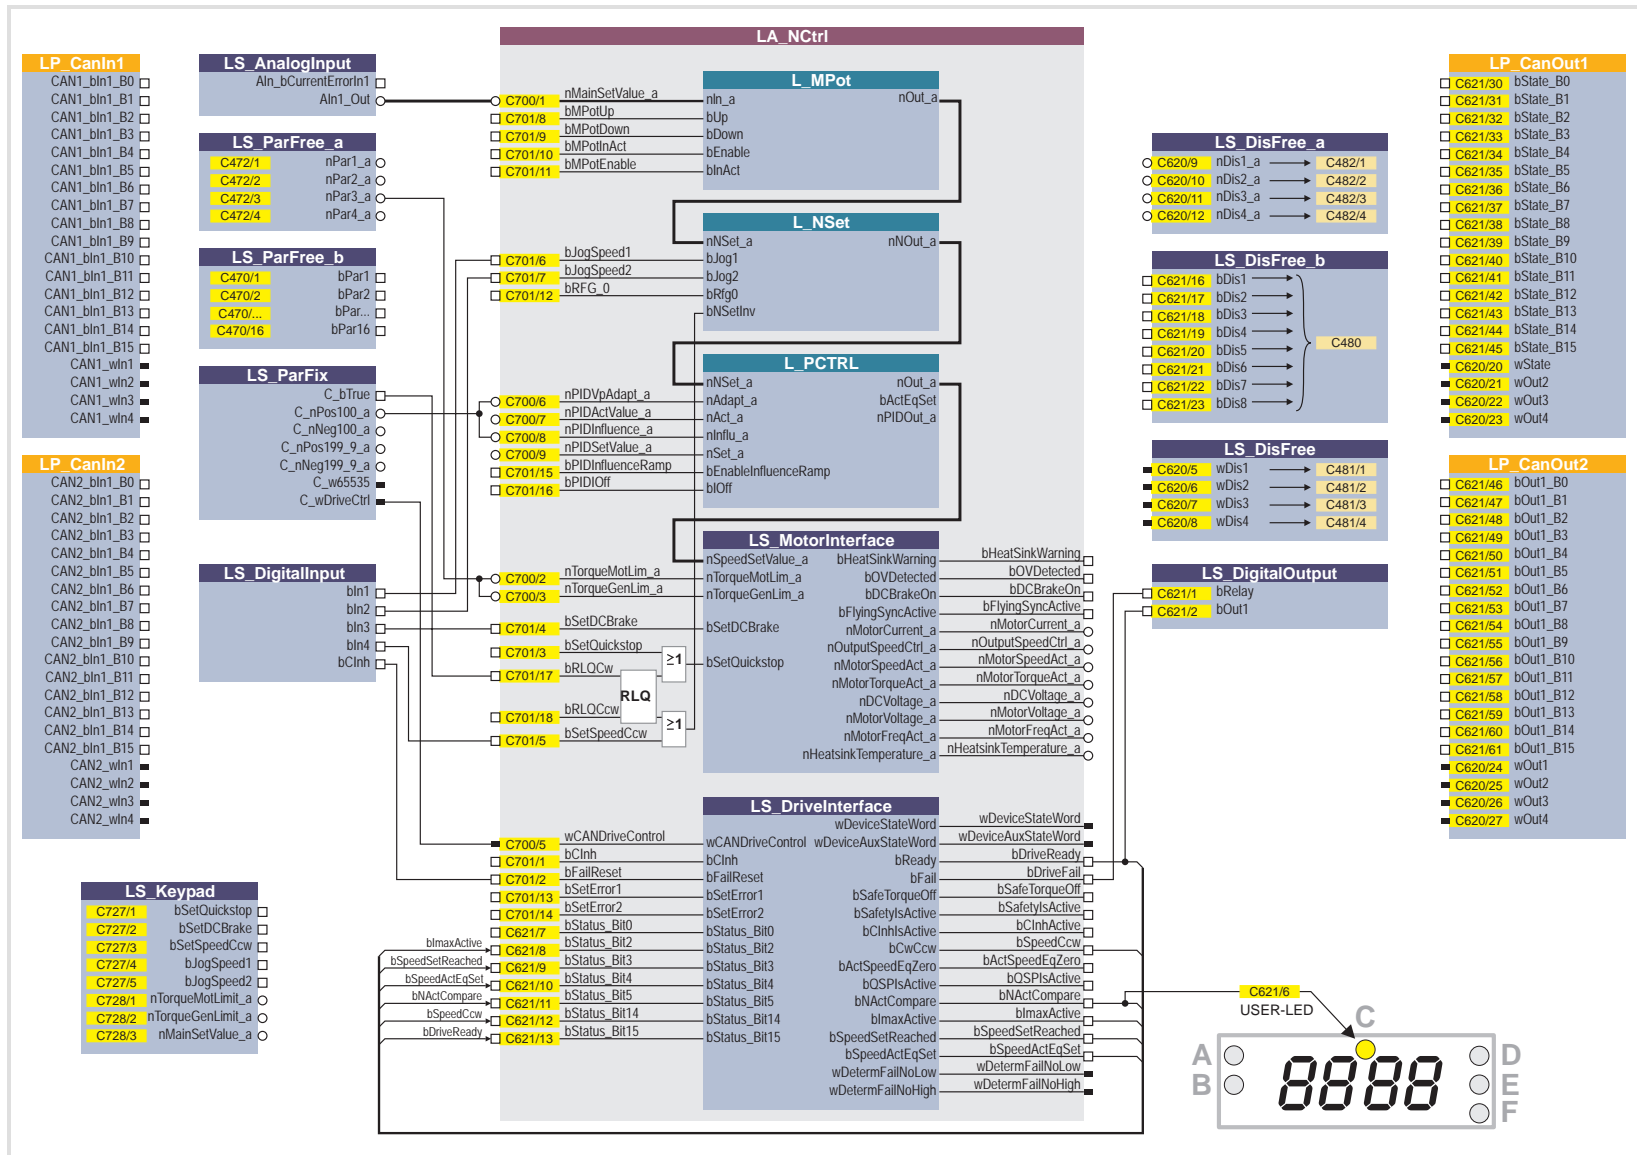 LA_NCtrl
LP_CanIn1
CAN1_bIn1_B0
CAN1_bIn1_B1
CAN1_bIn1_B2
CAN1_bIn1_B3
CAN1_bIn1_B4
CAN1_bIn1_B5
CAN1_bIn1_B6
CAN1_bIn1_B7
CAN1_bIn1_B8
CAN1_bIn1_B9
CAN1_bIn1_B10
CAN1_bIn1_B11
CAN1_bIn1_B12
CAN1_bIn1_B13
CAN1_bIn1_B14
CAN1_bIn1_B15
CAN1_wIn1
CAN1_wIn2
CAN1_wIn3
CAN1_wIn4
LP_CanIn2
CAN2_bIn1_B0
CAN2_bIn1_B1
CAN2_bIn1_B2
CAN2_bIn1_B3
CAN2_bIn1_B4
CAN2_bIn1_B5
CAN2_bIn1_B6
CAN2_bIn1_B7
CAN2_bIn1_B8
CAN2_bIn1_B9
CAN2_bIn1_B10
CAN2_bIn1_B11
CAN2_bIn1_B12
CAN2_bIn1_B13
CAN2_bIn1_B14
CAN2_bIn1_B15
CAN2_wIn1
CAN2_wIn2
CAN2_wIn3
CAN2_wIn4
LS_Keypad
C727/1 bSetQuickstop
C727/2 bSetDCBrake
C727/3 bSetSpeedCcw
C727/4 bJogSpeed1
C727/5 bJogSpeed2
C728/1 nTorqueMotLimit_a
C728/2 nTorqueGenLimit_a
C728/3 nMainSetValue_a
LS_AnalogInput
AIn_bCurrentErrorIn1
AIn1_Out
LS_ParFree_a
C472/1 nPar1_a
C472/2 nPar2_a
C472/3 nPar3_a
C472/4 nPar4_a
LS_ParFree_b
C470/1 bPar1
C470/2 bPar2
C470/... bPar...
C470/16 bPar16
LS_ParFix
C_bTrue
C_nPos100_a
C_nNeg100_a
C_nPos199_9_a
C_nNeg199_9_a
C_w65535
C_wDriveCtrl
LS_DigitalInput
bIn1
bIn2
bIn3
bIn4
bCInh
L_MPot
C700/1 nMainSetValue_a nIn_a nOut_a
C701/8 bMPotUp bUp
C701/9 bMPotDown bDown
C701/10 bMPotInAct bEnable
C701/11 bMPotEnable bInAct
L_NSet
nNSet_a nNOut_a
C701/6 bJogSpeed1 bJog1
C701/7 bJogSpeed2 bJog2
C701/12 bRFG_0 bRfg0
bNSetInv
L_PCTRL
nNSet_a nOut_a
C700/6 nPIDVpAdapt_a nAdapt_a bActEqSet
C700/7 nPIDActValue_a nAct_a nPIDOut_a
C700/8 nPIDInfluence_a nInflu_a
C700/9 nPIDSetValue_a nSet_a
C701/15 bPIDInfluenceRamp bEnableInfluenceRamp
C701/16 bPIDIOff bIOff
LS_MotorInterface
nSpeedSetValue_a bHeatSinkWarning bHeatSinkWarning
C700/2 nTorqueMotLim_a nTorqueMotLim_a bOVDetected bOVDetected
C700/3 nTorqueGenLim_a nTorqueGenLim_a bDCBrakeOn bDCBrakeOn
bFlyingSyncActive bFlyingSyncActive
C701/4 bSetDCBrake bSetDCBrake nMotorCurrent_a nMotorCurrent_a
C701/3 bSetQuickstop ≥1 nOutputSpeedCtrl_a nOutputSpeedCtrl_a
bSetQuickstop nMotorSpeedAct_a nMotorSpeedAct_a
C701/17 bRLQCw nMotorTorqueAct_a nMotorTorqueAct_a
RLQ nDCVoltage_a nDCVoltage_a
C701/18 bRLQCcw ≥1 nMotorVoltage_a nMotorVoltage_a
C701/5 bSetSpeedCcw nMotorFreqAct_a nMotorFreqAct_a
nHeatsinkTemperature_a nHeatsinkTemperature_a
LS_DriveInterface
wDeviceStateWord wDeviceStateWord
C700/5 wCANDriveControl wCANDriveControl wDeviceAuxStateWord wDeviceAuxStateWord
C701/1 bCInh bCInh bReady bDriveReady
C701/2 bFailReset bFailReset bFail bDriveFail
C701/13 bSetError1 bSetError1 bSafeTorqueOff bSafeTorqueOff
C701/14 bSetError2 bSetError2 bSafetyIsActive bSafetyIsActive
C621/7 bStatus_Bit0 bStatus_Bit0 bCInhIsActive bCInhActive
bImaxActive C621/8 bStatus_Bit2 bStatus_Bit2 bCwCcw bSpeedCcw
bSpeedSetReached C621/9 bStatus_Bit3 bStatus_Bit3 bActSpeedEqZero bActSpeedEqZero
bSpeedActEqSet C621/10 bStatus_Bit4 bStatus_Bit4 bQSPIsActive bQSPIsActive
bNActCompare C621/11 bStatus_Bit5 bStatus_Bit5 bNActCompare bNActCompare
bSpeedCcw C621/12 bStatus_Bit14 bStatus_Bit14 bImaxActive bImaxActive
bDriveReady C621/13 bStatus_Bit15 bStatus_Bit15 bSpeedSetReached bSpeedSetReached
bSpeedActEqSet bSpeedActEqSet
wDetermFailNoLow wDetermFailNoLow
wDetermFailNoHigh wDetermFailNoHigh
LS_DisFree_a
C620/9 nDis1_a C482/1
C620/10 nDis2_a C482/2
C620/11 nDis3_a C482/3
C620/12 nDis4_a C482/4
LS_DisFree_b
C621/16 bDis1
C621/17 bDis2
C621/18 bDis3
C621/19 bDis4
C480
C621/20 bDis5
C621/21 bDis6
C621/22 bDis7
C621/23 bDis8
LS_DisFree
C620/5 wDis1 C481/1
C620/6 wDis2 C481/2
C620/7 wDis3 C481/3
C620/8 wDis4 C481/4
LS_DigitalOutput
C621/1 bRelay
C621/2 bOut1
LP_CanOut1
C621/30 bState_B0
C621/31 bState_B1
C621/32 bState_B2
C621/33 bState_B3
C621/34 bState_B4
C621/35 bState_B5
C621/36 bState_B6
C621/37 bState_B7
C621/38 bState_B8
C621/39 bState_B9
C621/40 bState_B10
C621/41 bState_B11
C621/42 bState_B12
C621/43 bState_B13
C621/44 bState_B14
C621/45 bState_B15
C620/20 wState
C620/21 wOut2
C620/22 wOut3
C620/23 wOut4
LP_CanOut2
C621/46 bOut1_B0
C621/47 bOut1_B1
C621/48 bOut1_B2
C621/49 bOut1_B3
C621/50 bOut1_B4
C621/51 bOut1_B5
C621/52 bOut1_B6
C621/53 bOut1_B7
C621/54 bOut1_B8
C621/55 bOut1_B9
C621/56 bOut1_B10
C621/57 bOut1_B11
C621/58 bOut1_B12
C621/59 bOut1_B13
C621/60 bOut1_B14
C621/61 bOut1_B15
C620/24 wOut1
C620/25 wOut2
C620/26 wOut3
C620/27 wOut4
C621/6
USER-LED
C
A D
8888
B E
F